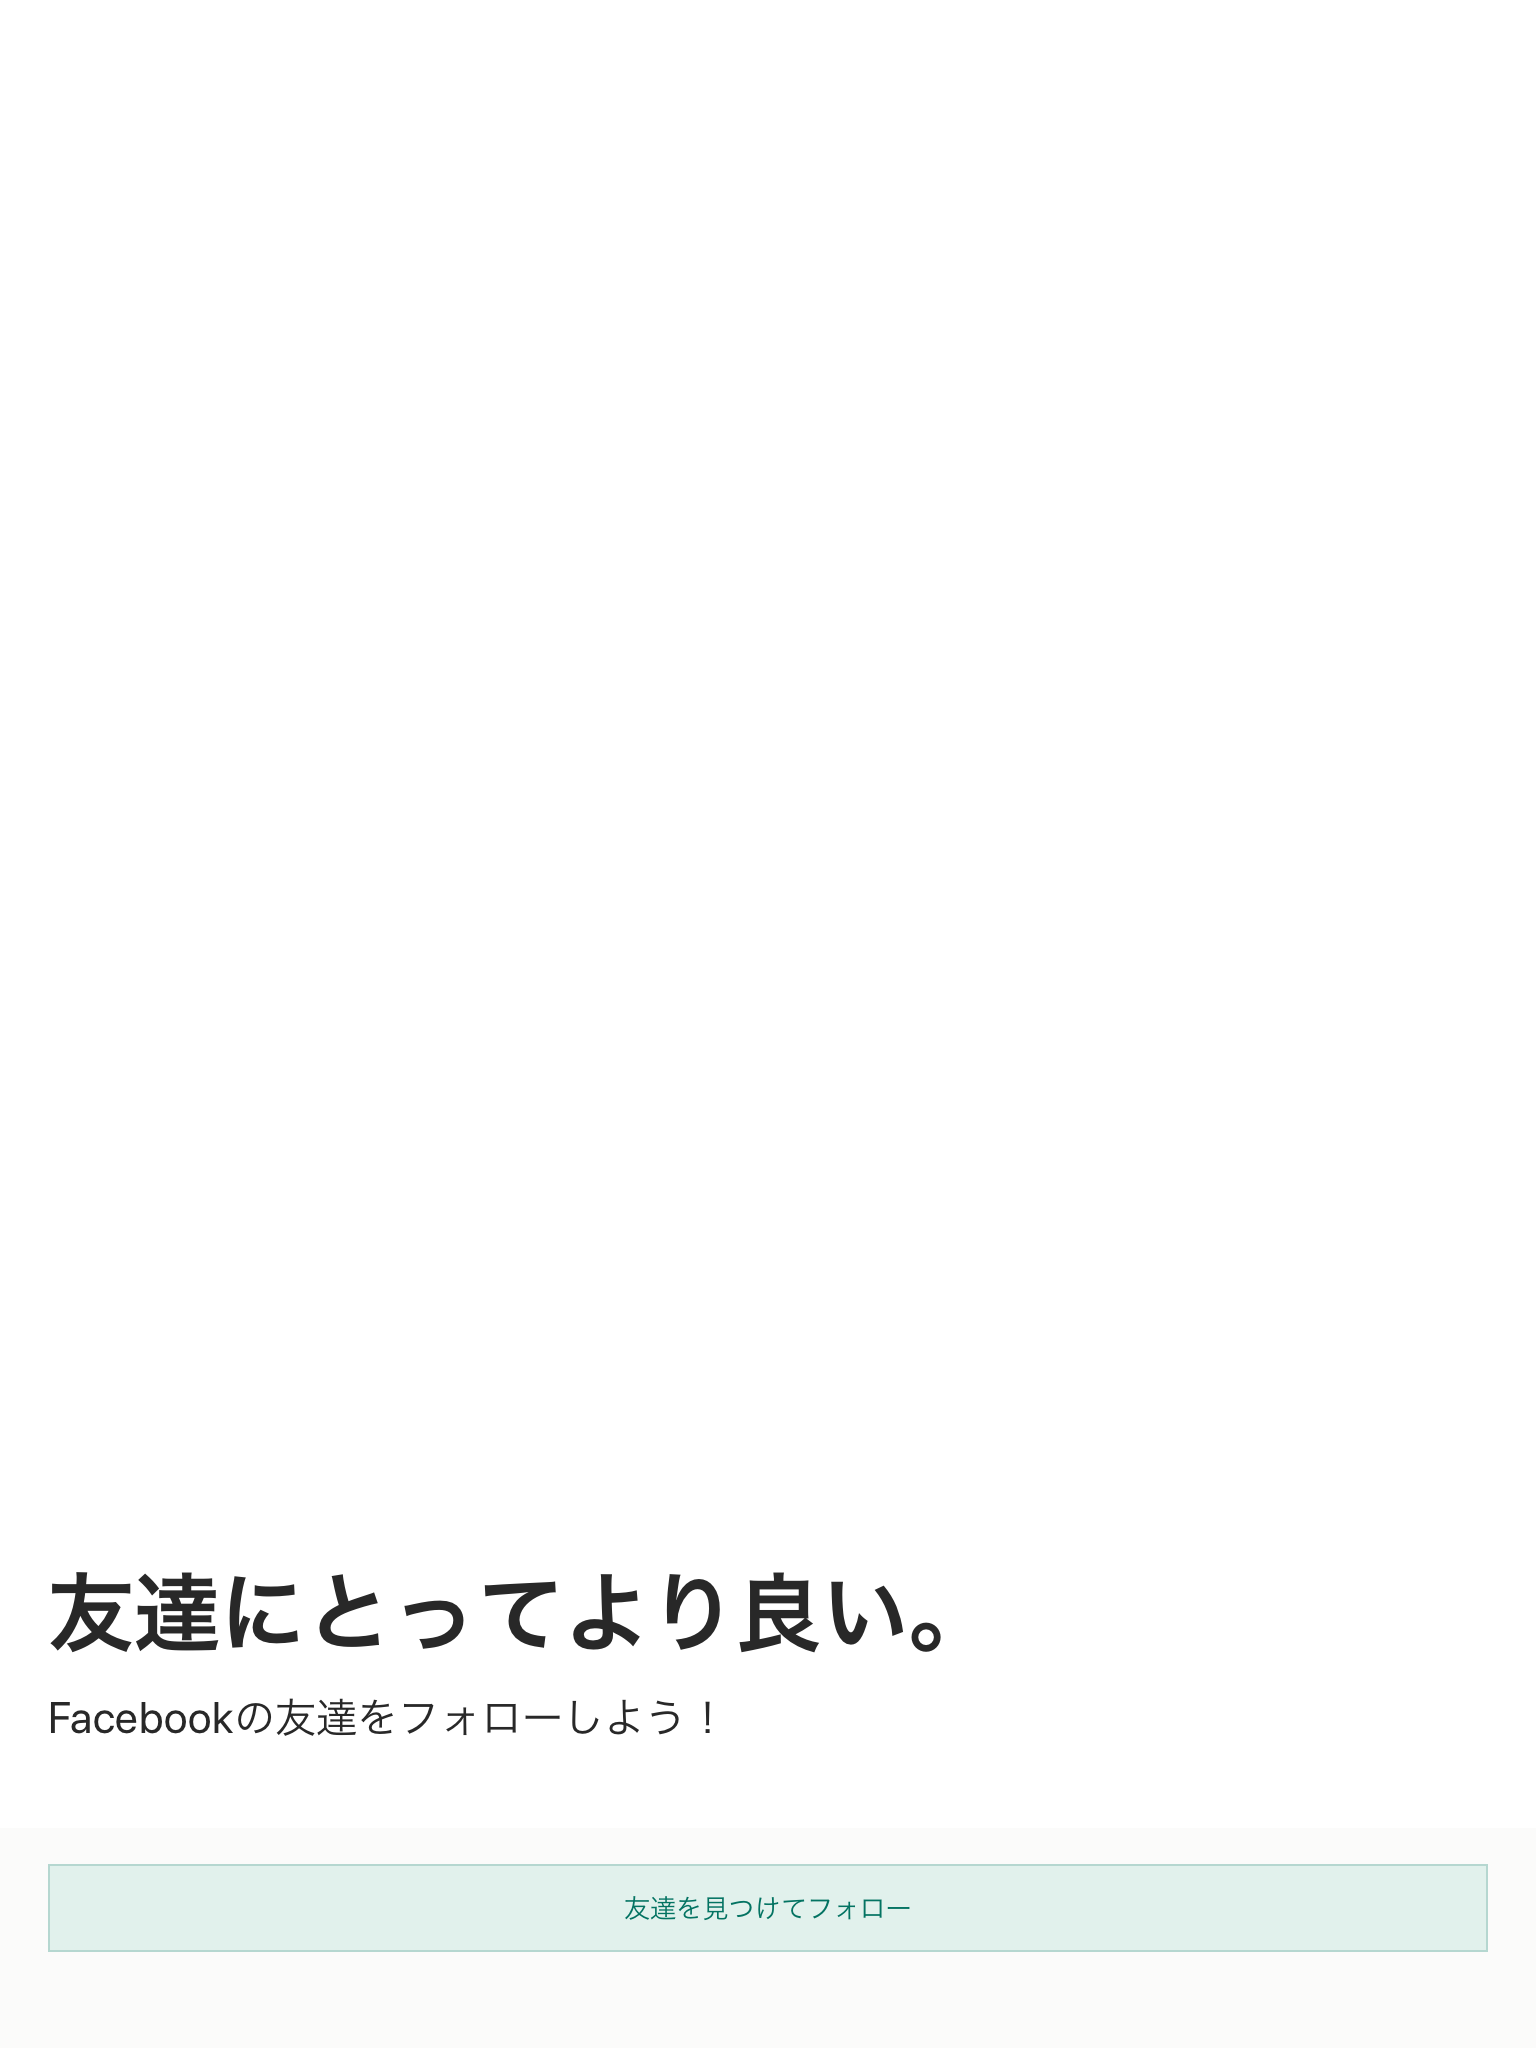 友達にとってより良い。
Facebookの友達をフォローしよう！
友達を見つけてフォロー